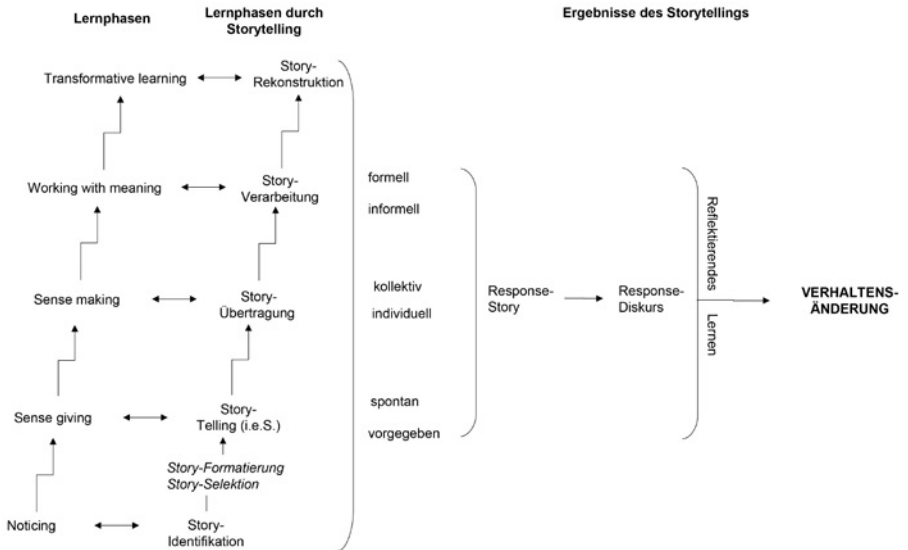 Lernphasen
Lernphasen durch
Storytelling
Ergebnisse des Storytellings
Transformative learning
Story-
Rekonstruktion
Working with meaning
Story-
Verarbeitung
Sense making
Story-
Übertragung
Sense giving
Story-
Telling (i.e.S.)
Story-Formatierung
Story-Selektion
Noticing
Story-
Identifikation
formell
informell
kollektiv
individuell
spontan
vorgegeben
Response-
Story
Response-
Diskurs
Reflektierendes
Lernen
VERHALTENS-
ÄNDERUNG